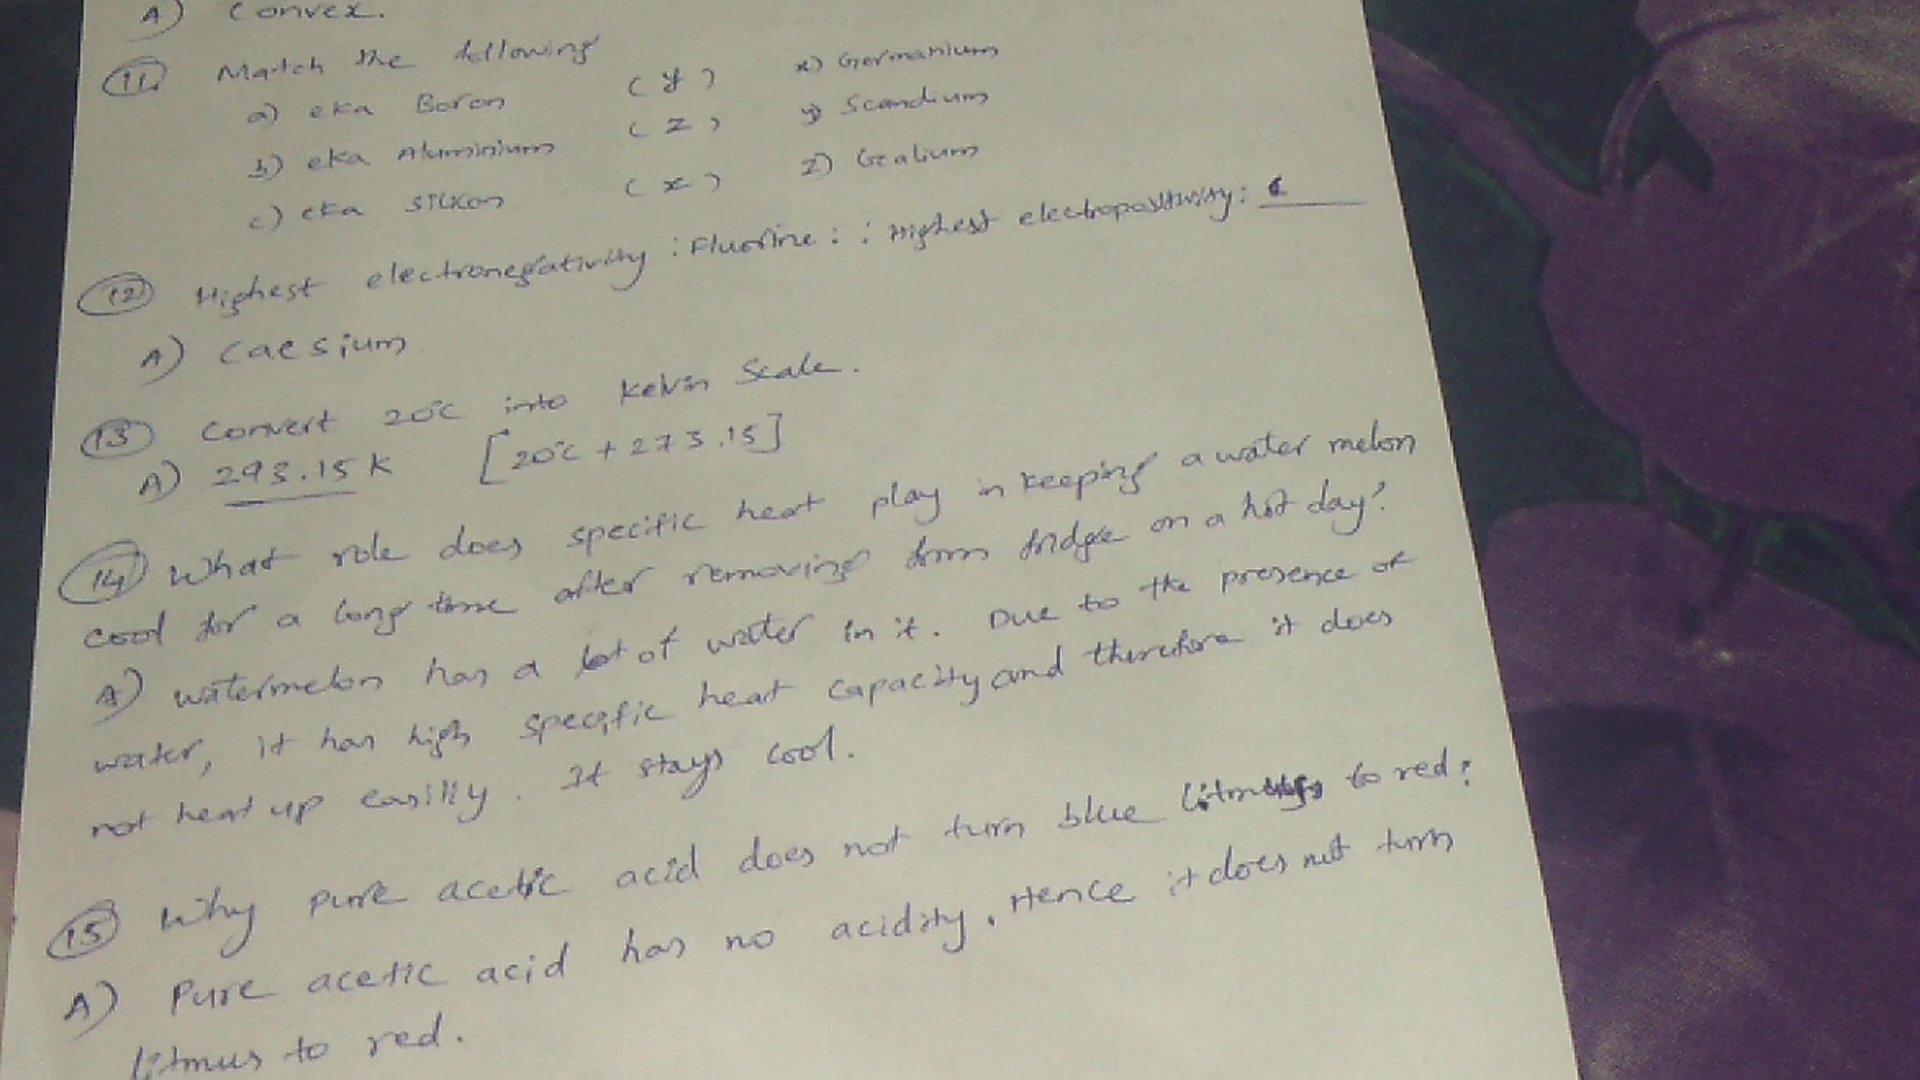 A) Convex.
11. Match the following
a) eka Boron (y) x) Germanium
b) eka Aluminium (z) y) Scandium
c) eka silicon (x) z) Gealium
12. Highest electronegativity : Fluorine : : Highest electropositivity :
A) Caesium
13 Convert 20°C into Kelvin Scale.
A) 293.15 K [20°C + 273.15]
14) What role does specific heat play in keeping a water melon
cool for a long time after removing from fridge on a hot day?
A) watermelon has a lot of water in it. Due to the presence of
water, it has high specific heat capacity and therefore it does
not heat up easilly. It stays cool.
15 Why pure acetic acid does not turn blue litmus to red?
A) Pure acetic acid has no acidity. Hence it does not turn
litmus to red.